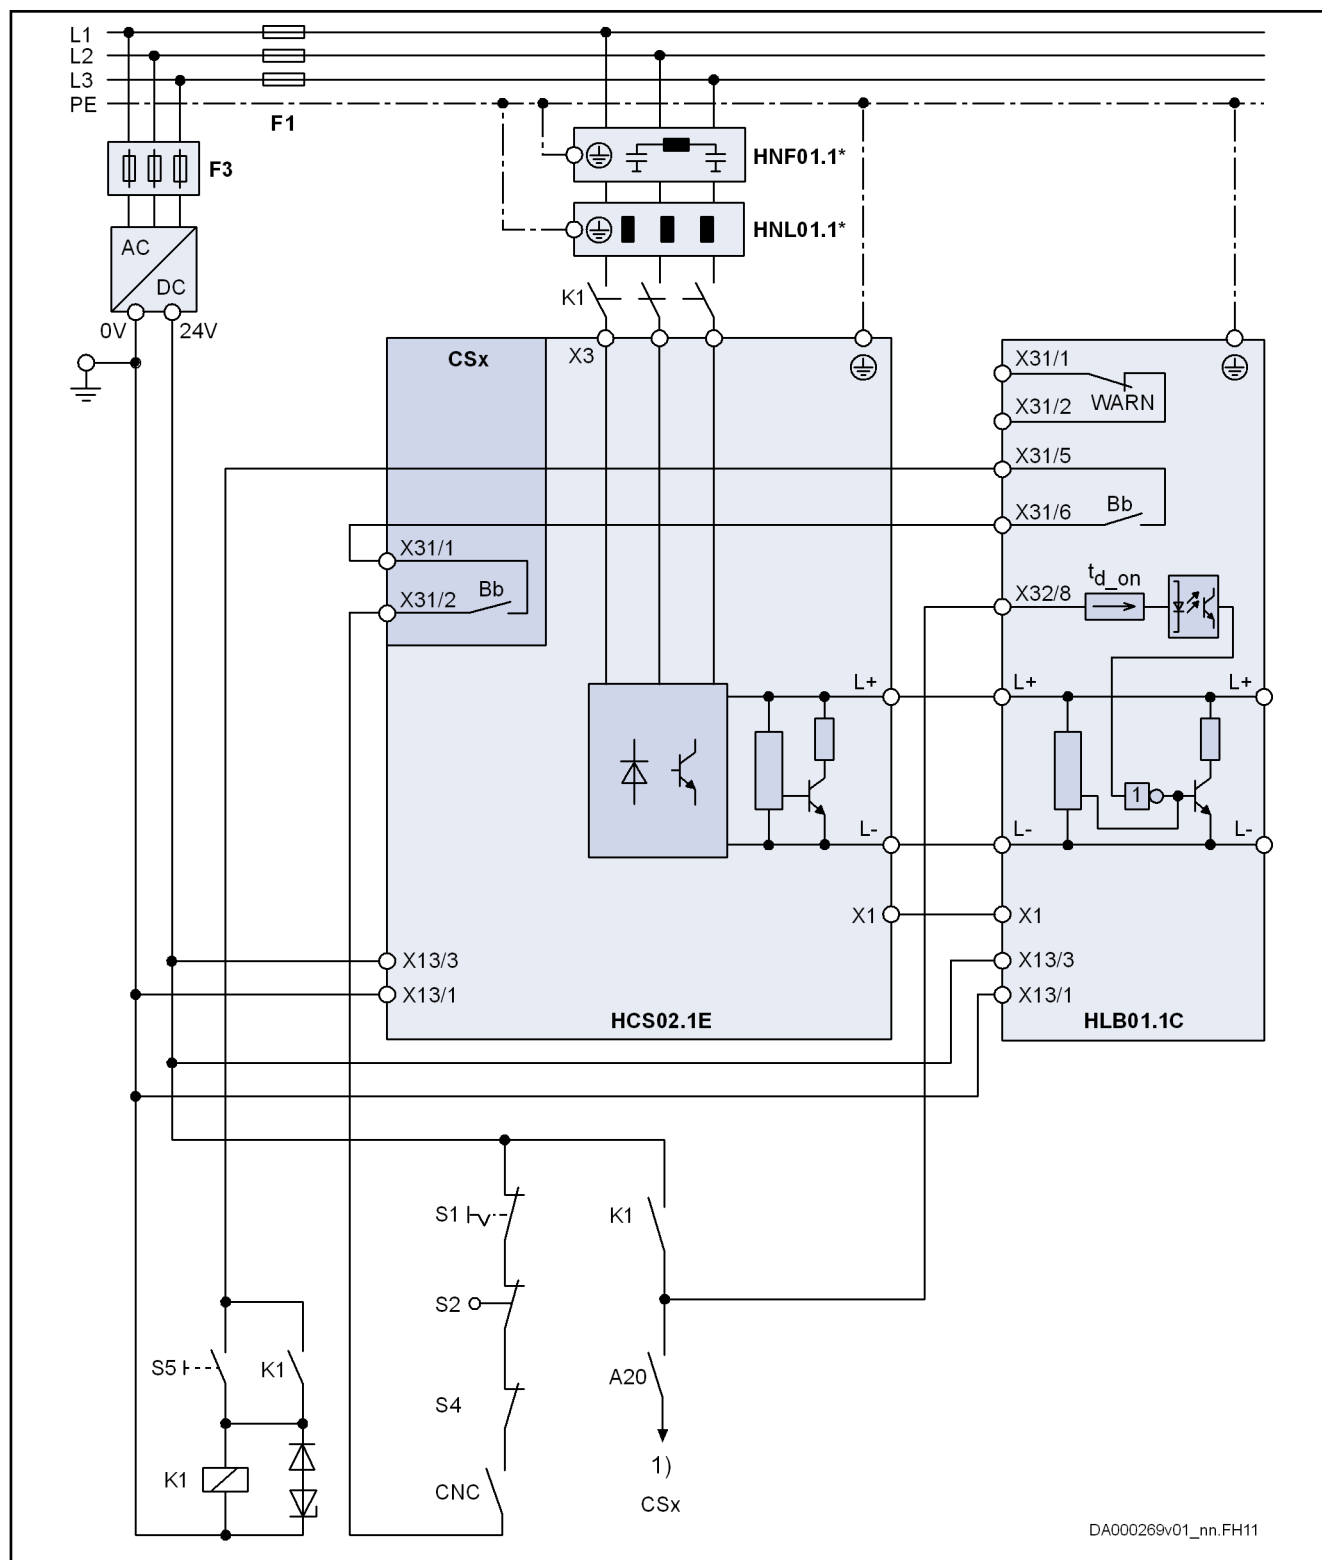 L1
L2
L3
PE
F1
F3
HNF01.1*
HNL01.1*
AC
DC
0V
24V
K1
CSx
X3
X31/1
X31/2
WARN
X31/5
X31/6
Bb
X31/1
X31/2
Bb
X32/8
td_on
L+
L+
L+
1
L-
L-
L-
X1
X1
X13/3
X13/1
X13/3
X13/1
HCS02.1E
HLB01.1C
S1
K1
S2
S5
K1
A20
S4
K1
CNC
1)
CSx
DA000269v01_nn.FH11